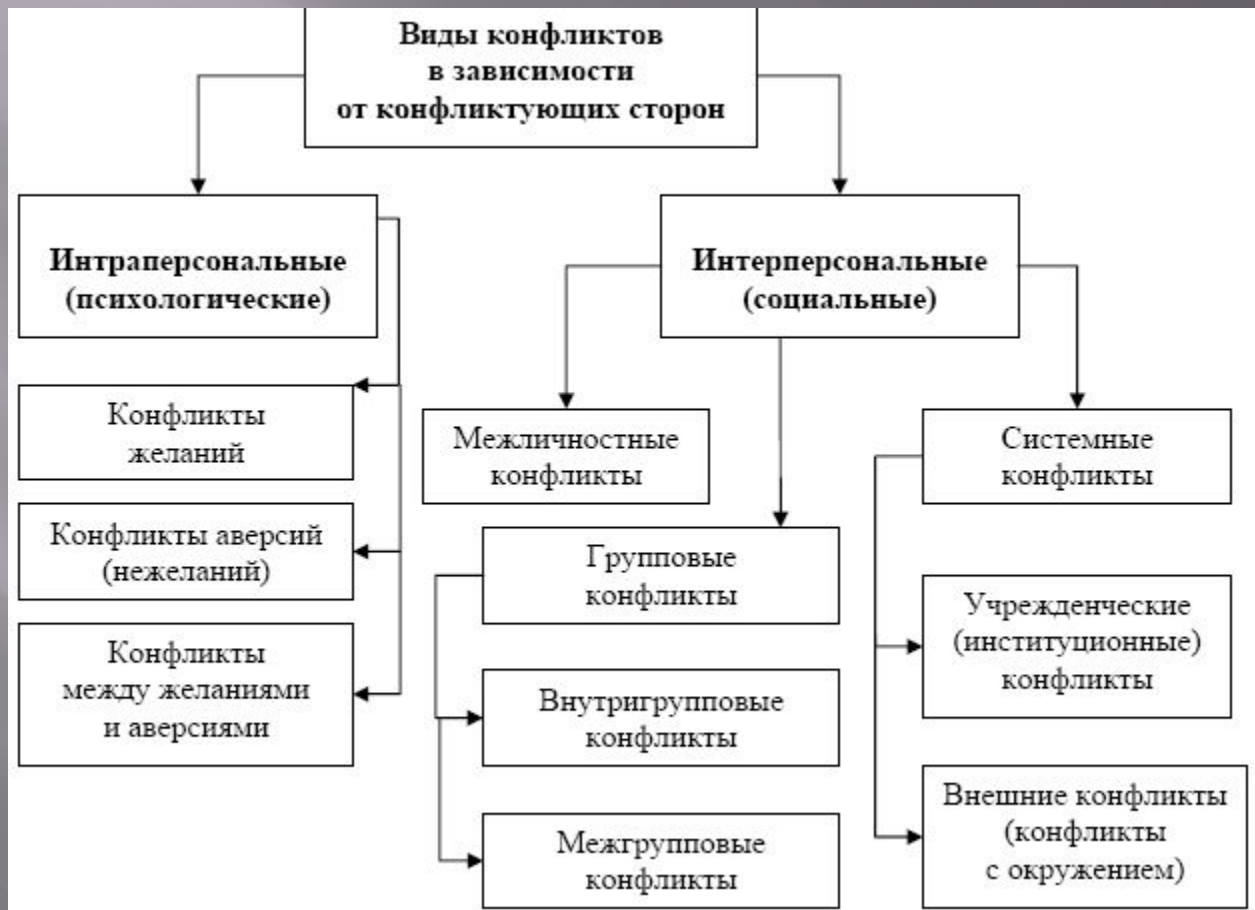 Виды конфликтов
в зависимости
от конфликтующих сторон
Интраперсональные
(психологические)
Интерперсональные
(социальные)
Конфликты
желаний
Конфликты аверсий
(нежеланий)
Конфликты
между желаниями
и аверсиями
Межличностные
конфликты
Групповые
конфликты
Внутригрупповые
конфликты
Межгрупповые
конфликты
Системные
конфликты
Учрежденческие
(институционные)
конфликты
Внешние конфликты
(конфликты
с окружением)